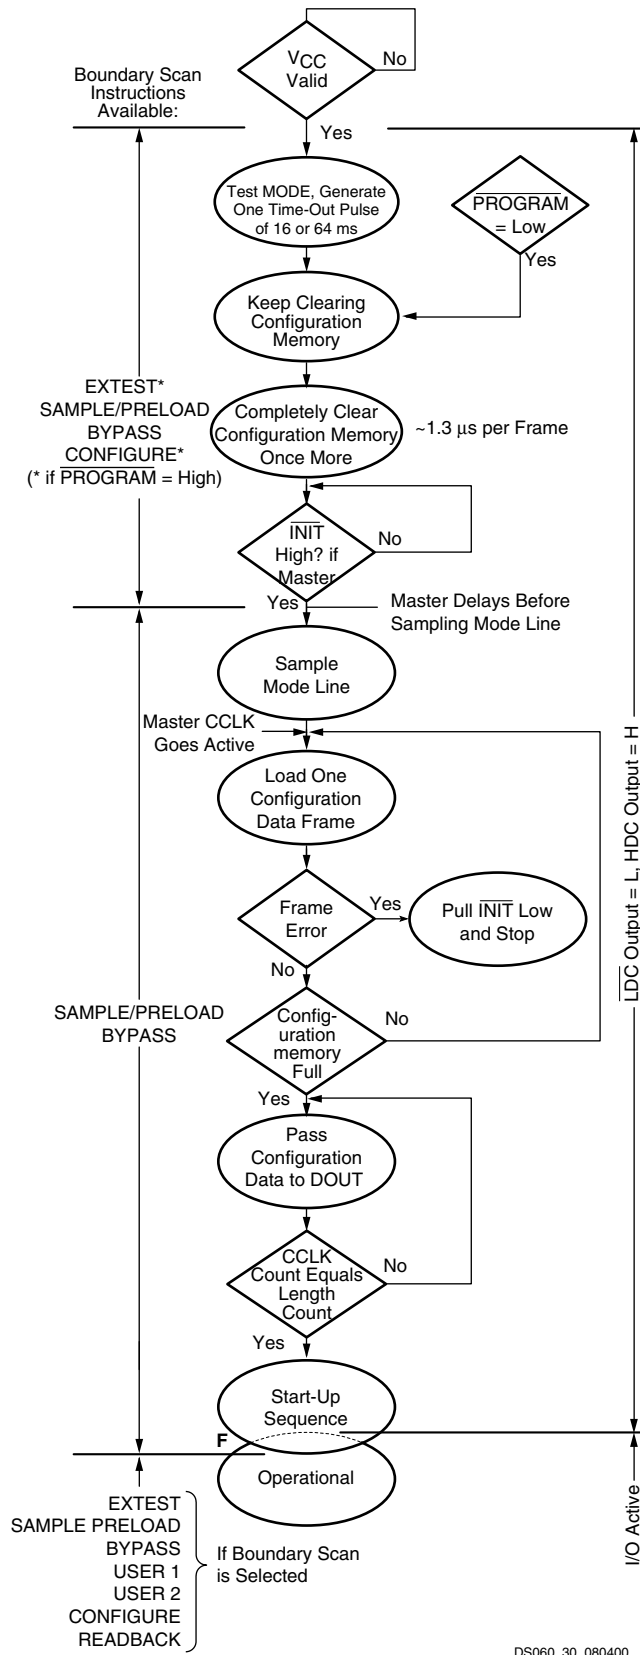 VCC
Valid
No
Boundary Scan
Instructions
Available:
Yes
Test MODE, Generate
One Time-Out Pulse
of 16 or 64 ms
PROGRAM
= Low
Yes
Keep Clearing
Configuration
Memory
EXTEST*
SAMPLE/PRELOAD
BYPASS
CONFIGURE*
(* if PROGRAM = High)
Completely Clear
Configuration Memory
Once More
~1.3 μs per Frame
INIT
High? if
Master
No
Yes
Master Delays Before
Sampling Mode Line
Sample
Mode Line
Master CCLK
Goes Active
Load One
Configuration
Data Frame
LDC Output = L, HDC Output = H
Frame
Error
Yes
Pull INIT Low
and Stop
No
SAMPLE/PRELOAD
BYPASS
Config-
uration
memory
Full
No
Yes
Pass
Configuration
Data to DOUT
CCLK
Count Equals
Length
Count
No
Yes
Start-Up
Sequence
F
Operational
I/O Active
EXTEST
SAMPLE PRELOAD
BYPASS
USER 1
USER 2
CONFIGURE
READBACK
If Boundary Scan
is Selected
DS060_30_080400